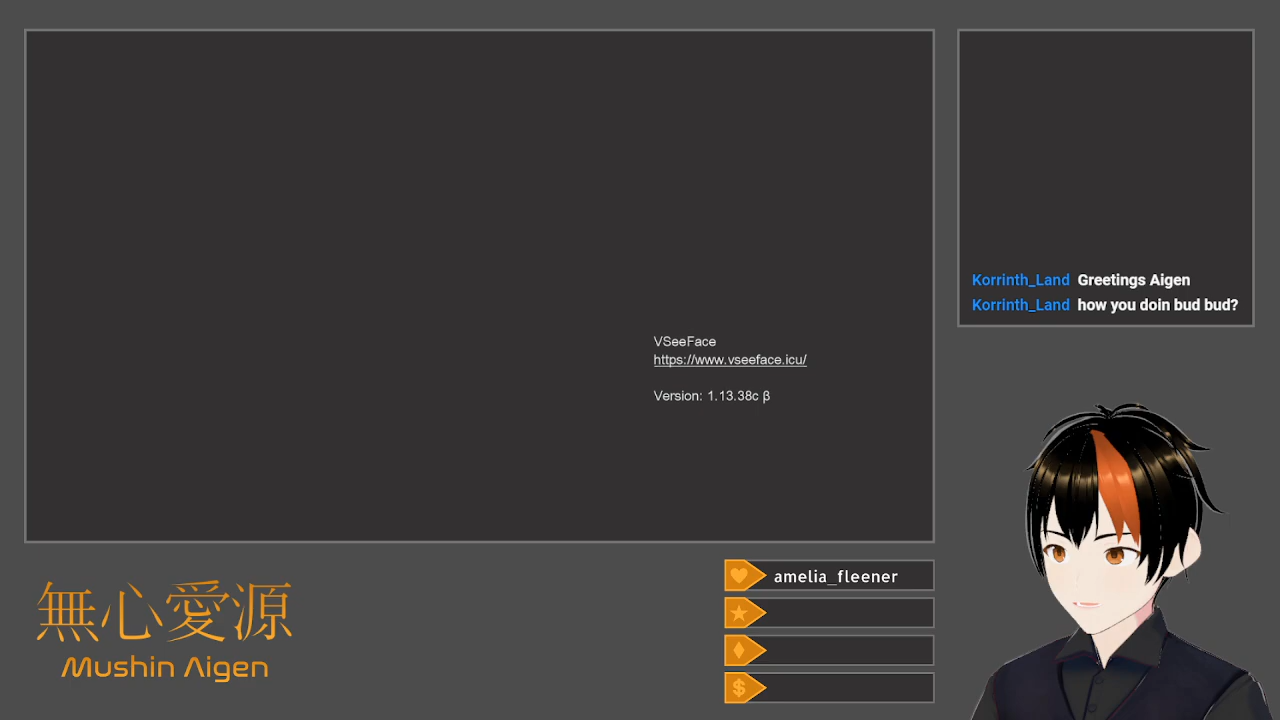 Korrinth_Land Greetings Aigen
Korrinth_Land how you doin bud bud?
VSeeFace
https://www.vseeface.icu/
Version: 1.13.38c β
amelia_fleener
$
無心愛源
Mushin Aigen